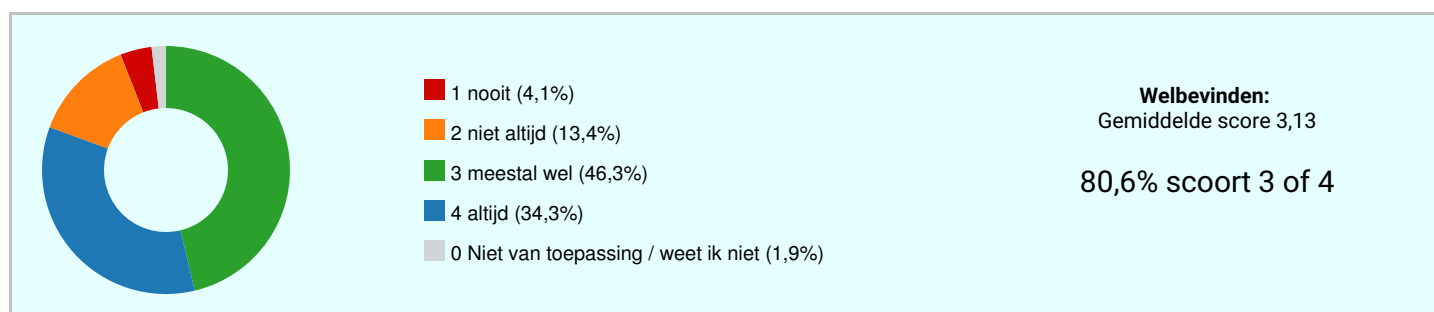 1 nooit (4,1%)
2 niet altijd (13,4%)
3 meestal wel (46,3%)
4 altijd (34,3%)
0 Niet van toepassing / weet ik niet (1,9%)
Welbevinden:
Gemiddelde score 3,13
80,6% scoort 3 of 4